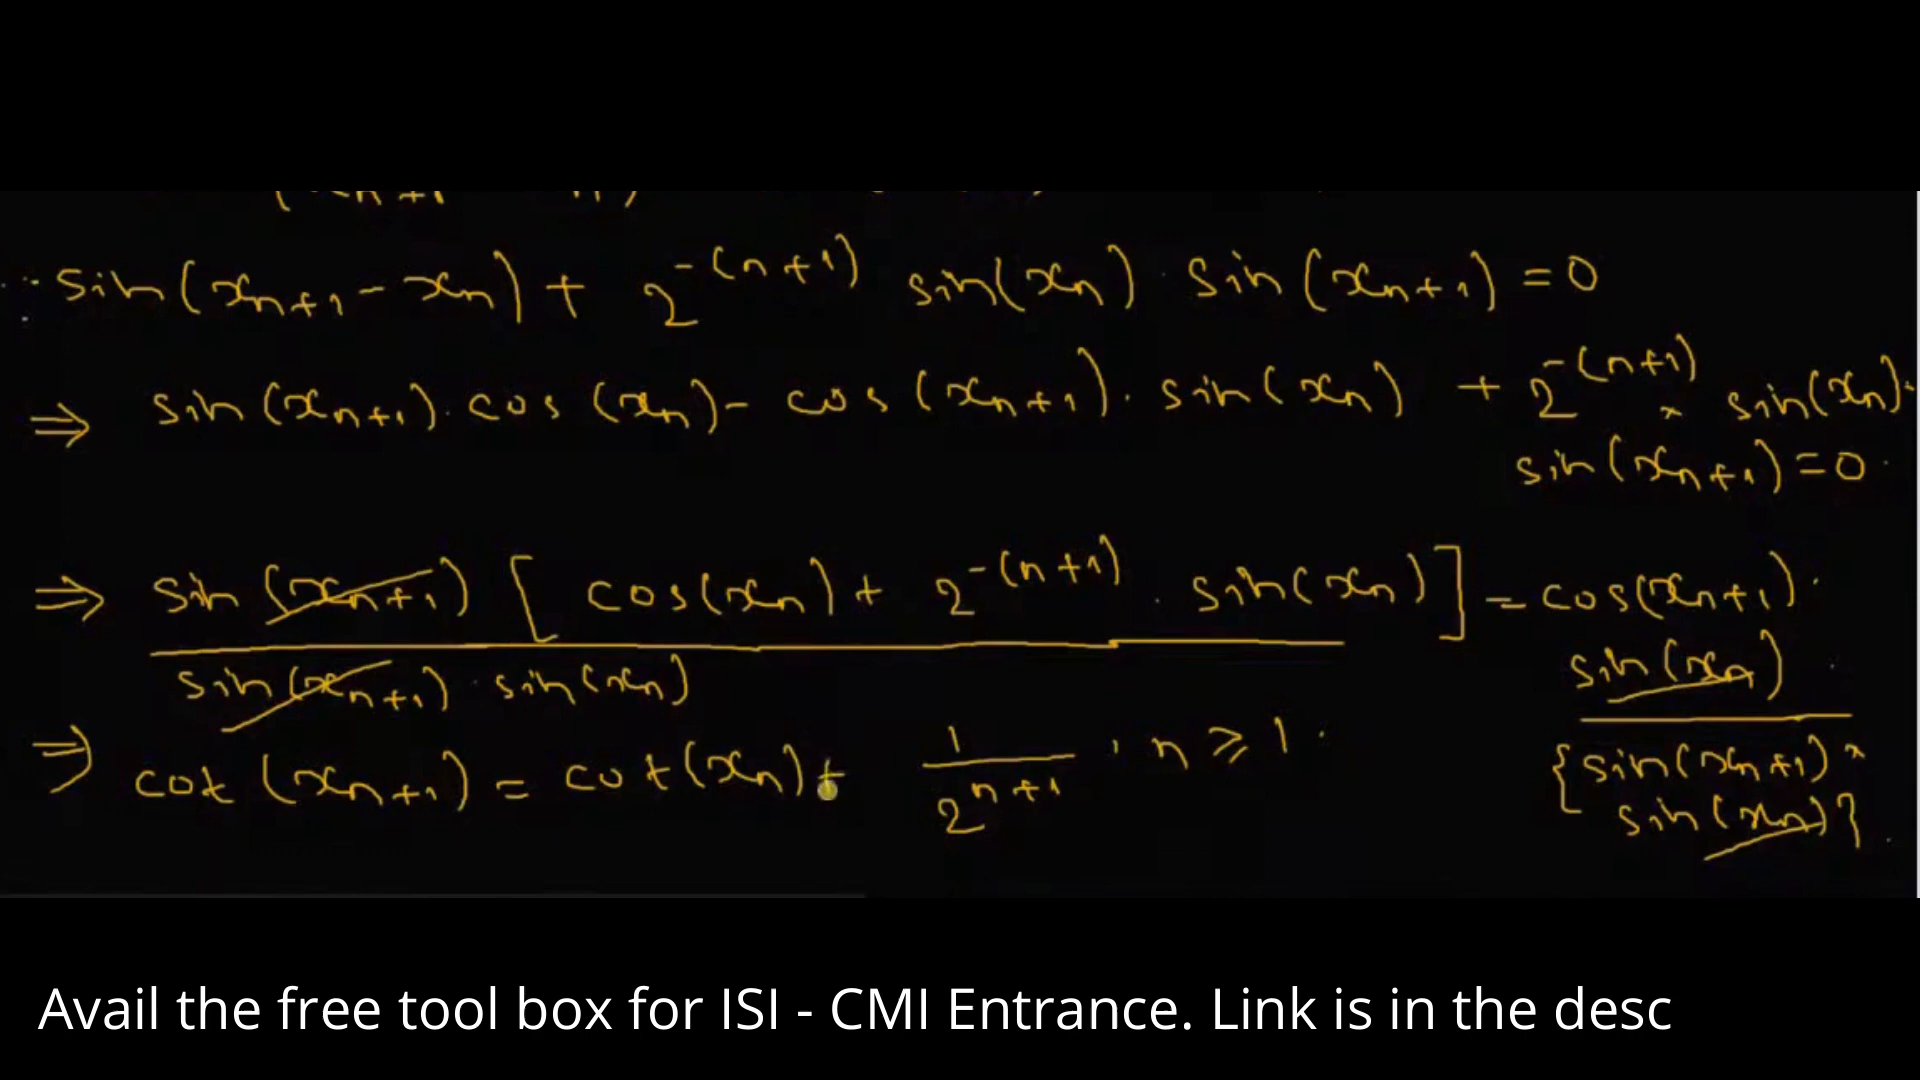 ∴ sin(xn+1 - xn) + 2^-(n+1) sin(xn) · sin(xn+1) = 0
⇒ sin(xn+1) · cos(xn) - cos(xn+1) · sin(xn) + 2^-(n+1) × sin(xn) ·
sin(xn+1) = 0
⇒ sin(xn+1) [ cos(xn) + 2^-(n+1) · sin(xn) ] = cos(xn+1) ·
sin(xn)
sin(xn+1) · sin(xn)
{sin(xn+1) ×
sin(xn)}
⇒ cot(xn+1) = cot(xn) + 1/2^n+1 , n ≥ 1 .
Avail the free tool box for ISI - CMI Entrance. Link is in the desc